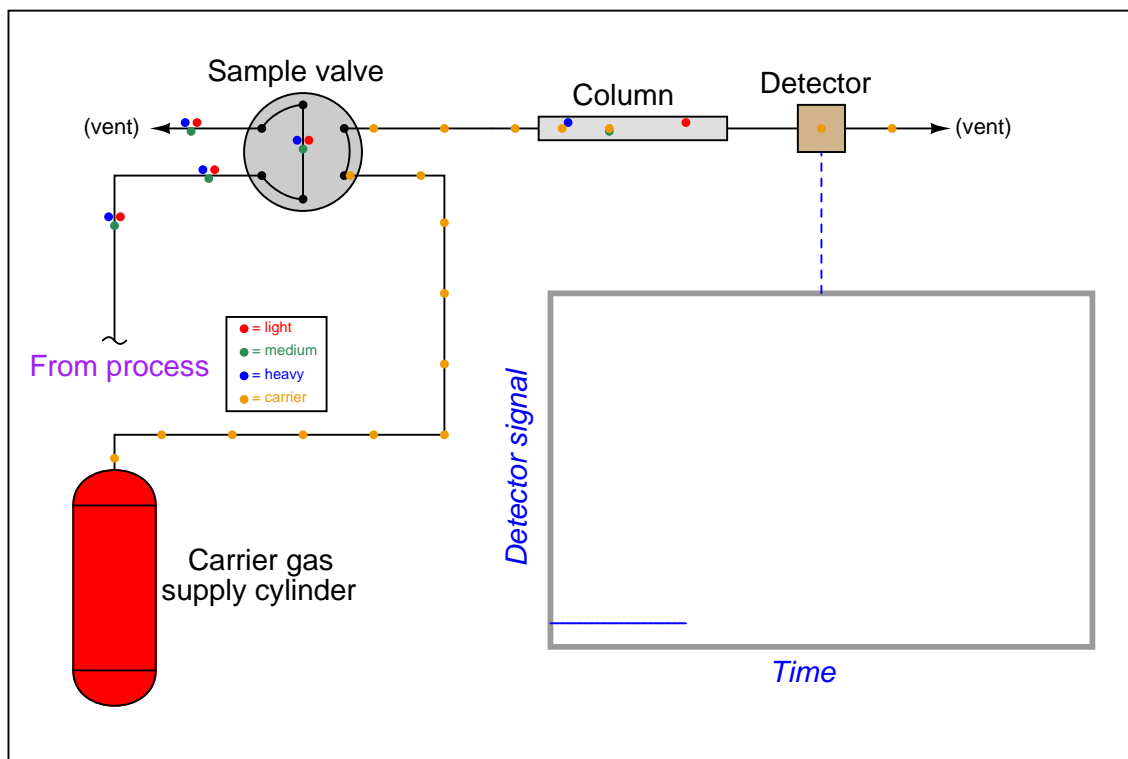 Sample valve
Column
Detector
(vent)
(vent)
From process
= light
= medium
= heavy
= carrier
Detector signal
Carrier gas
supply cylinder
Time